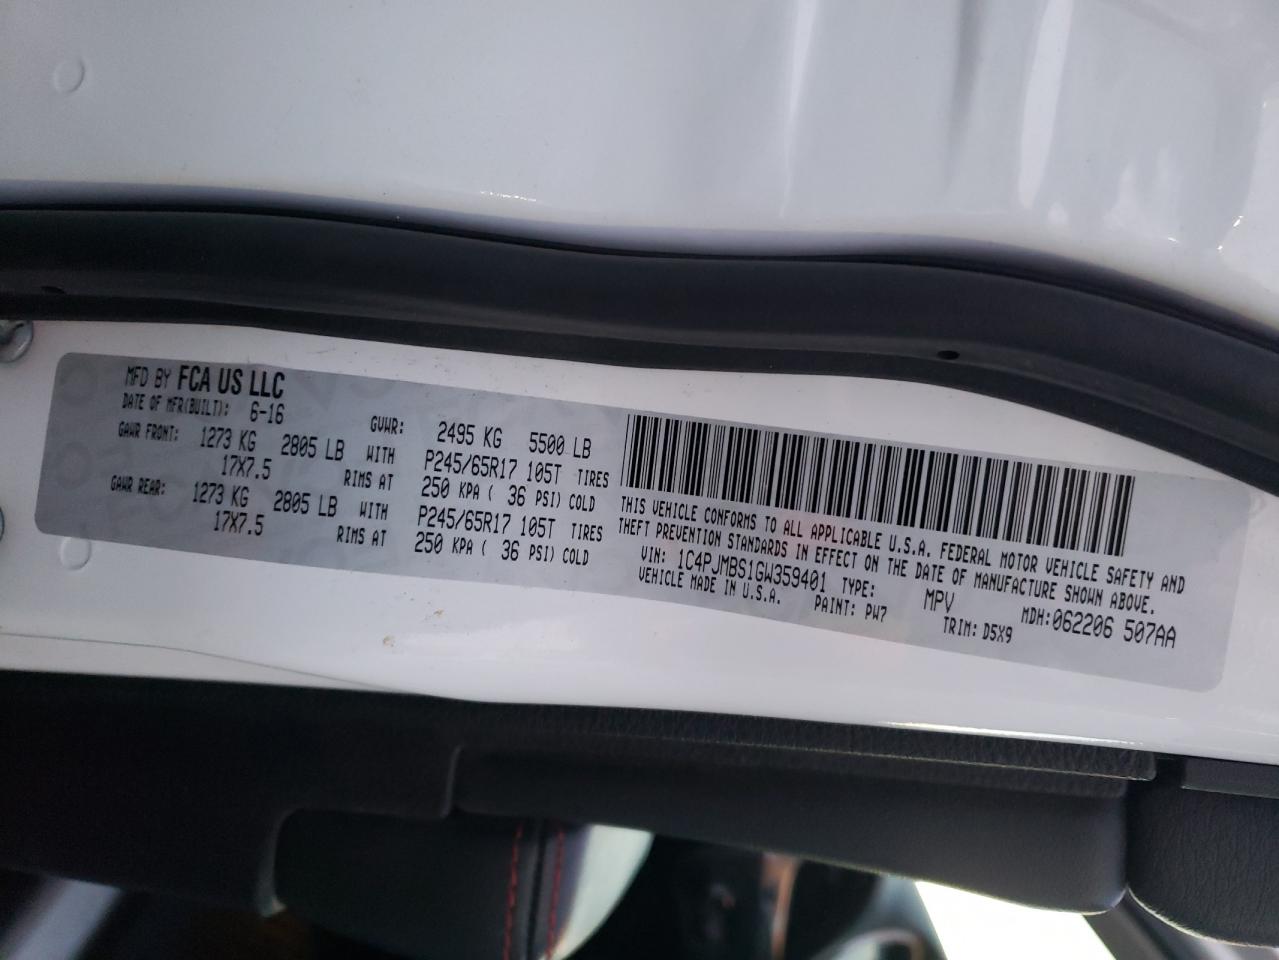 MFD BY FCA US LLC
DATE OF MFR(BUILT): 6-16 GVWR: 2495 KG 5500 LB
GAWR FRONT: 1273 KG 2805 LB WITH P245/65R17 105T TIRES
17X7.5 RIMS AT 250 KPA ( 36 PSI) COLD
GAWR REAR: 1273 KG 2805 LB WITH P245/65R17 105T TIRES
17X7.5 RIMS AT 250 KPA ( 36 PSI) COLD
THIS VEHICLE CONFORMS TO ALL APPLICABLE U.S.A. FEDERAL MOTOR VEHICLE SAFETY AND
THEFT PREVENTION STANDARDS IN EFFECT ON THE DATE OF MANUFACTURE SHOWN ABOVE.
VIN: 1C4PJMBS1GW359401 TYPE: MPV MDH:062206 507AA
VEHICLE MADE IN U.S.A. PAINT: PW7 TRIM: D5X9